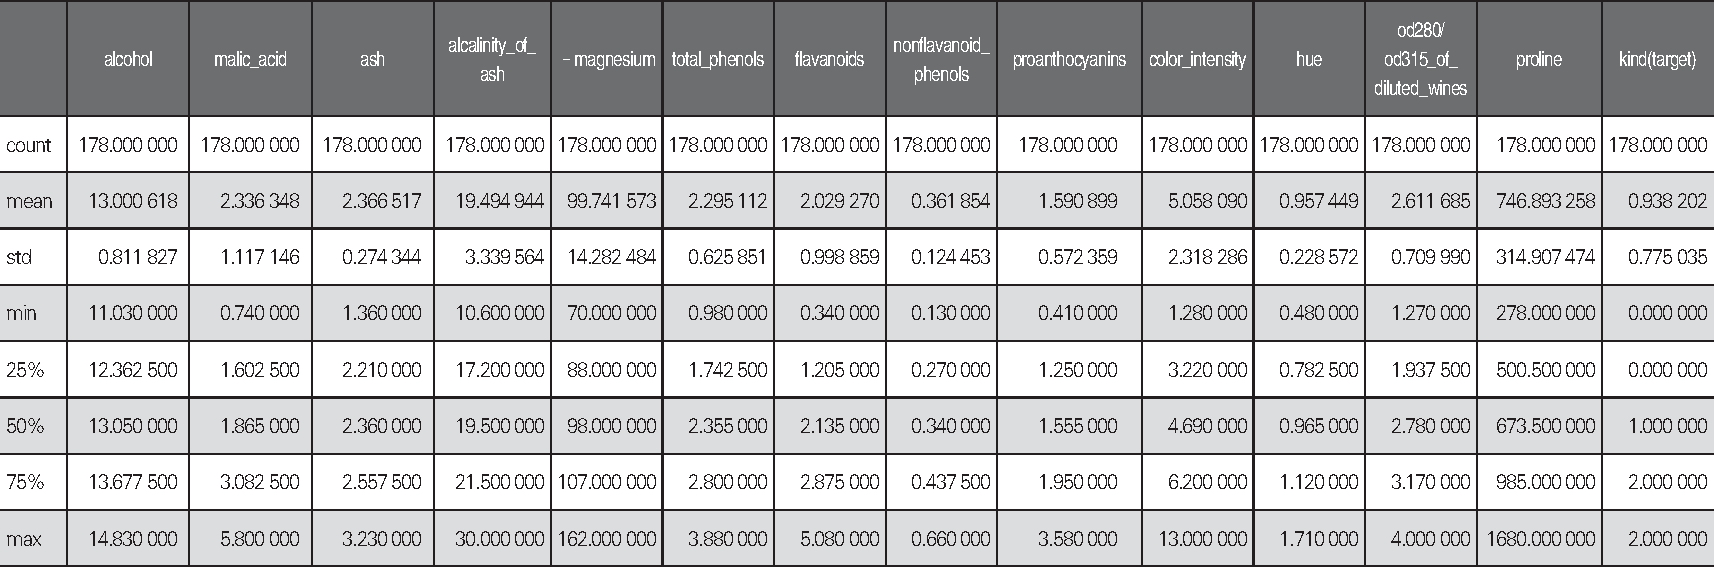 alcohol malic_acid ash alcalinity_of_ash – magnesium total_phenols flavanoids nonflavanoid_phenols proanthocyanins color_intensity hue od280/od315_of_diluted_wines proline kind(target)
count 178.000 000 178.000 000 178.000 000 178.000 000 178.000 000 178.000 000 178.000 000 178.000 000 178.000 000 178.000 000 178.000 000 178.000 000 178.000 000 178.000 000
mean 13.000 618 2.336 348 2.366 517 19.494 944 99.741 573 2.295 112 2.029 270 0.361 854 1.590 899 5.058 090 0.957 449 2.611 685 746.893 258 0.938 202
std 0.811 827 1.117 146 0.274 344 3.339 564 14.282 484 0.625 851 0.998 859 0.124 453 0.572 359 2.318 286 0.228 572 0.709 990 314.907 474 0.775 035
min 11.030 000 0.740 000 1.360 000 10.600 000 70.000 000 0.980 000 0.340 000 0.130 000 0.410 000 1.280 000 0.480 000 1.270 000 278.000 000 0.000 000
25% 12.362 500 1.602 500 2.210 000 17.200 000 88.000 000 1.742 500 1.205 000 0.270 000 1.250 000 3.220 000 0.782 500 1.937 500 500.500 000 0.000 000
50% 13.050 000 1.865 000 2.360 000 19.500 000 98.000 000 2.355 000 2.135 000 0.340 000 1.555 000 4.690 000 0.965 000 2.780 000 673.500 000 1.000 000
75% 13.677 500 3.082 500 2.557 500 21.500 000 107.000 000 2.800 000 2.875 000 0.437 500 1.950 000 6.200 000 1.120 000 3.170 000 985.000 000 2.000 000
max 14.830 000 5.800 000 3.230 000 30.000 000 162.000 000 3.880 000 5.080 000 0.660 000 3.580 000 13.000 000 1.710 000 4.000 000 1680.000 000 2.000 000